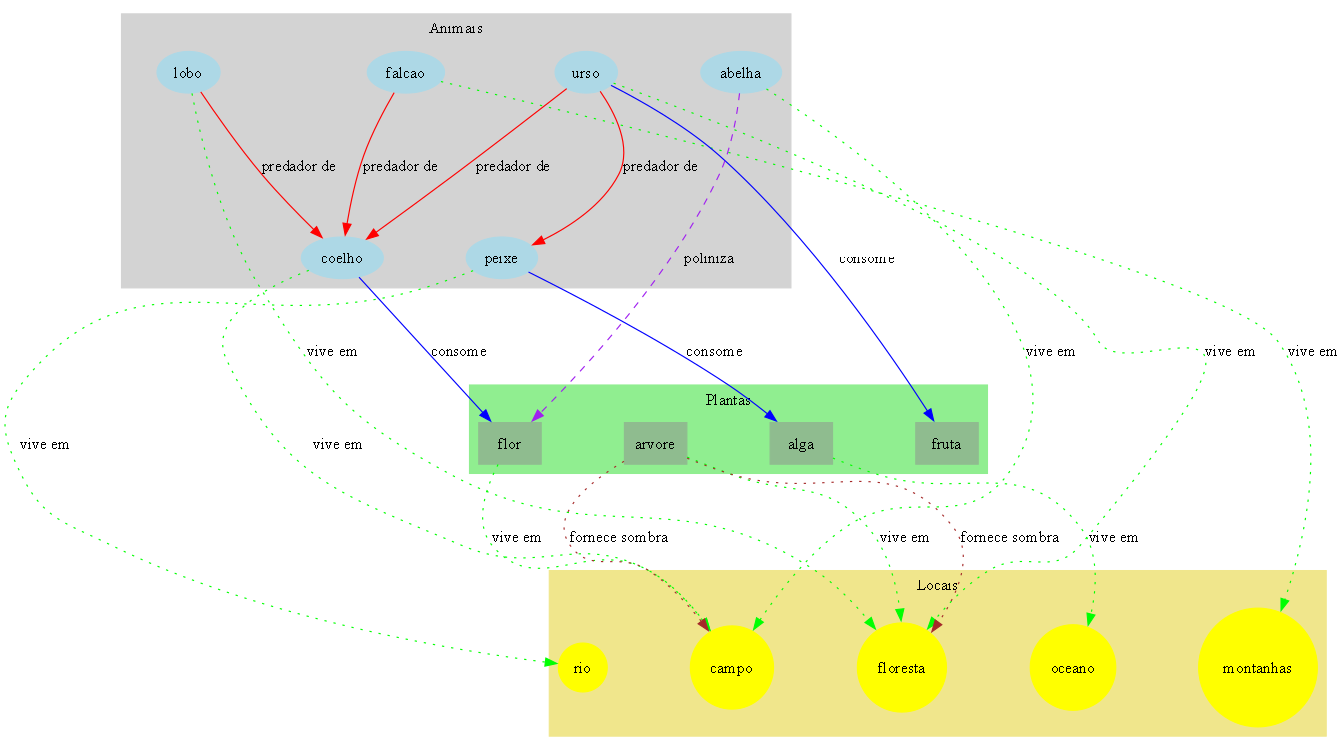 Animais
lobo
falcao
urso
abelha
predador de
predador de
predador de
predador de
coelho
peixe
poliniza
consome
vive em
consome
consome
vive em
vive em
vive em
Plantas
vive em
vive em
flor
arvore
alga
fruta
vive em
fornece sombra
vive em
fornece sombra
vive em
Locais
rio
campo
floresta
oceano
montanhas